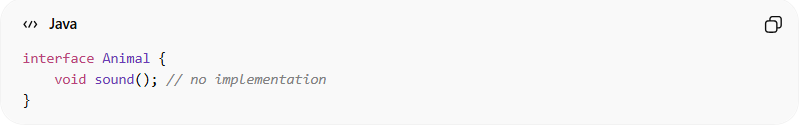 </> Java
interface Animal {
    void sound(); // no implementation
}